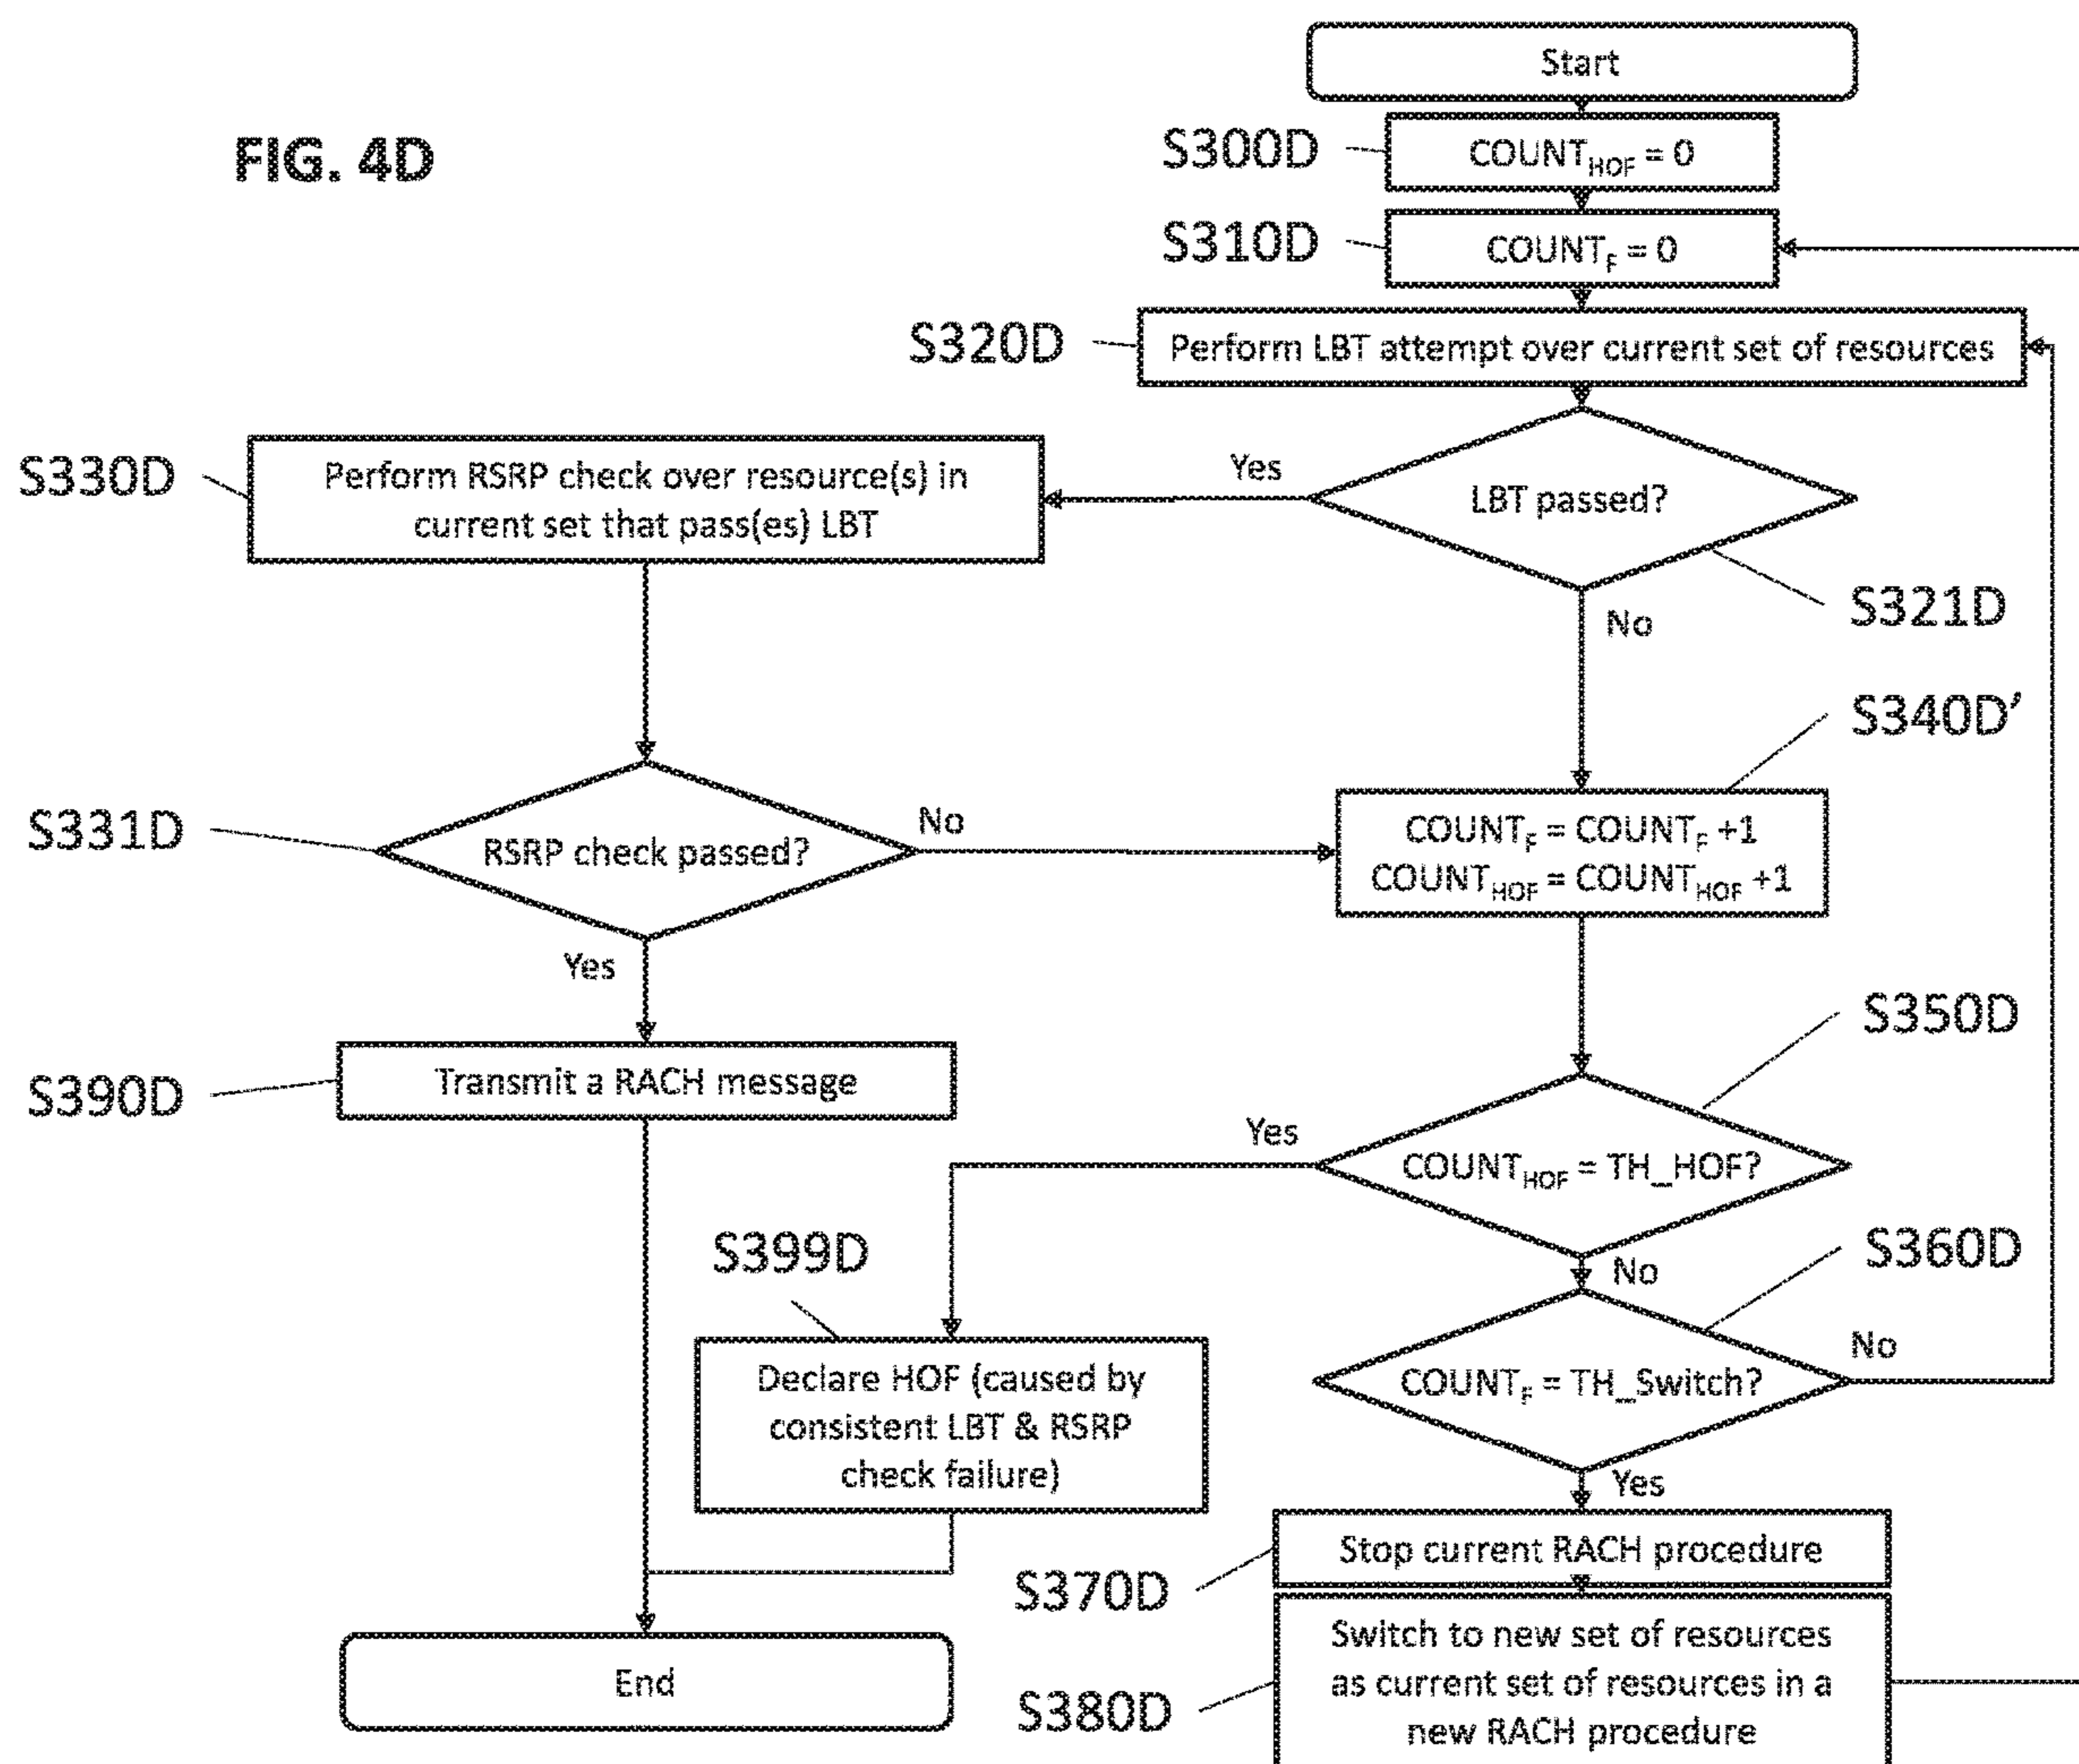 Start
FIG. 4D
S300D
COUNT_HOF = 0
S310D
COUNT_F = 0
S320D
Perform LBT attempt over current set of resources
S330D
Perform RSRP check over resource(s) in
current set that pass(es) LBT
Yes
LBT passed?
S321D
No
S340D'
S331D
RSRP check passed?
No
COUNT_F = COUNT_F +1
COUNT_HOF = COUNT_HOF +1
Yes
S350D
S390D
Transmit a RACH message
Yes
COUNT_HOF = TH_HOF?
S399D
No
S360D
Declare HOF (caused by
consistent LBT & RSRP
check failure)
COUNT_F = TH_Switch?
No
Yes
S370D
Stop current RACH procedure
End
S380D
Switch to new set of resources
as current set of resources in a
new RACH procedure